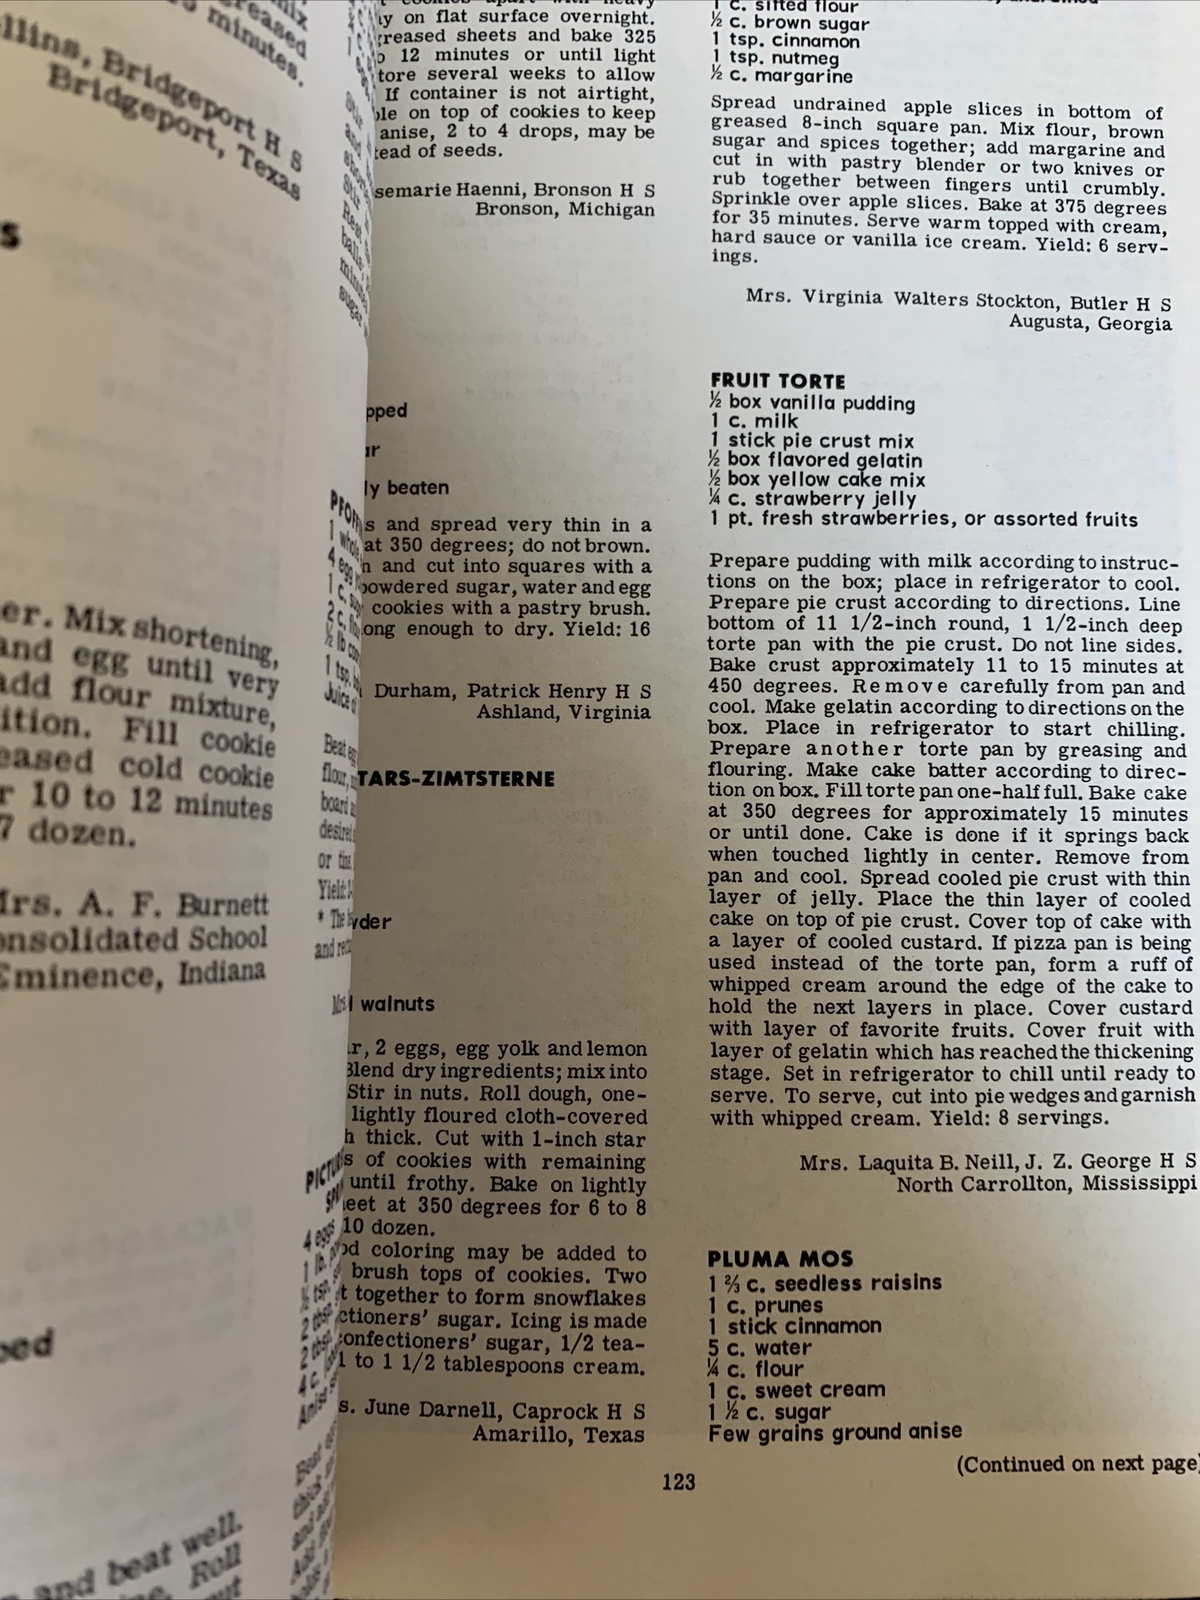 minutes.
llins, Bridgeport H S
Bridgeport, Texas
s
er. Mix shortening,
and egg until very
add flour mixture,
ition. Fill cookie
eased cold cookie
r 10 to 12 minutes
7 dozen.
Mrs. A. F. Burnett
onsolidated School
Eminence, Indiana
ped
and beat well.
Roll
on flat surface overnight.
greased sheets and bake 325
12 minutes or until light
tore several weeks to allow
If container is not airtight,
on top of cookies to keep
anise, 2 to 4 drops, may be
tead of seeds.
semarie Haenni, Bronson H S
Bronson, Michigan
pped
ar
ly beaten
s and spread very thin in a
at 350 degrees; do not brown.
n and cut into squares with a
powdered sugar, water and egg
cookies with a pastry brush.
ong enough to dry. Yield: 16
Durham, Patrick Henry H S
Ashland, Virginia
TARS-ZIMTSTERNE
der
walnuts
r, 2 eggs, egg yolk and lemon
Blend dry ingredients; mix into
Stir in nuts. Roll dough, one-
lightly floured cloth-covered
h thick. Cut with 1-inch star
s of cookies with remaining
until frothy. Bake on lightly
eet at 350 degrees for 6 to 8
10 dozen.
od coloring may be added to
brush tops of cookies. Two
t together to form snowflakes
ctioners' sugar. Icing is made
confectioners' sugar, 1/2 tea-
1 to 1 1/2 tablespoons cream.
s. June Darnell, Caprock H S
Amarillo, Texas
1 c. sifted flour
½ c. brown sugar
1 tsp. cinnamon
1 tsp. nutmeg
½ c. margarine
Spread undrained apple slices in bottom of
greased 8-inch square pan. Mix flour, brown
sugar and spices together; add margarine and
cut in with pastry blender or two knives or
rub together between fingers until crumbly.
Sprinkle over apple slices. Bake at 375 degrees
for 35 minutes. Serve warm topped with cream,
hard sauce or vanilla ice cream. Yield: 6 serv-
ings.
Mrs. Virginia Walters Stockton, Butler H S
Augusta, Georgia
FRUIT TORTE
½ box vanilla pudding
1 c. milk
1 stick pie crust mix
½ box flavored gelatin
½ box yellow cake mix
¼ c. strawberry jelly
1 pt. fresh strawberries, or assorted fruits
Prepare pudding with milk according to instruc-
tions on the box; place in refrigerator to cool.
Prepare pie crust according to directions. Line
bottom of 11 1/2-inch round, 1 1/2-inch deep
torte pan with the pie crust. Do not line sides.
Bake crust approximately 11 to 15 minutes at
450 degrees. Remove carefully from pan and
cool. Make gelatin according to directions on the
box. Place in refrigerator to start chilling.
Prepare another torte pan by greasing and
flouring. Make cake batter according to direc-
tion on box. Fill torte pan one-half full. Bake cake
at 350 degrees for approximately 15 minutes
or until done. Cake is done if it springs back
when touched lightly in center. Remove from
pan and cool. Spread cooled pie crust with thin
layer of jelly. Place the thin layer of cooled
cake on top of pie crust. Cover top of cake with
a layer of cooled custard. If pizza pan is being
used instead of the torte pan, form a ruff of
whipped cream around the edge of the cake to
hold the next layers in place. Cover custard
with layer of favorite fruits. Cover fruit with
layer of gelatin which has reached the thickening
stage. Set in refrigerator to chill until ready to
serve. To serve, cut into pie wedges and garnish
with whipped cream. Yield: 8 servings.
Mrs. Laquita B. Neill, J. Z. George H S
North Carrollton, Mississippi
PLUMA MOS
1 ⅔ c. seedless raisins
1 c. prunes
1 stick cinnamon
5 c. water
¼ c. flour
1 c. sweet cream
1 ½ c. sugar
Few grains ground anise
(Continued on next page)
123